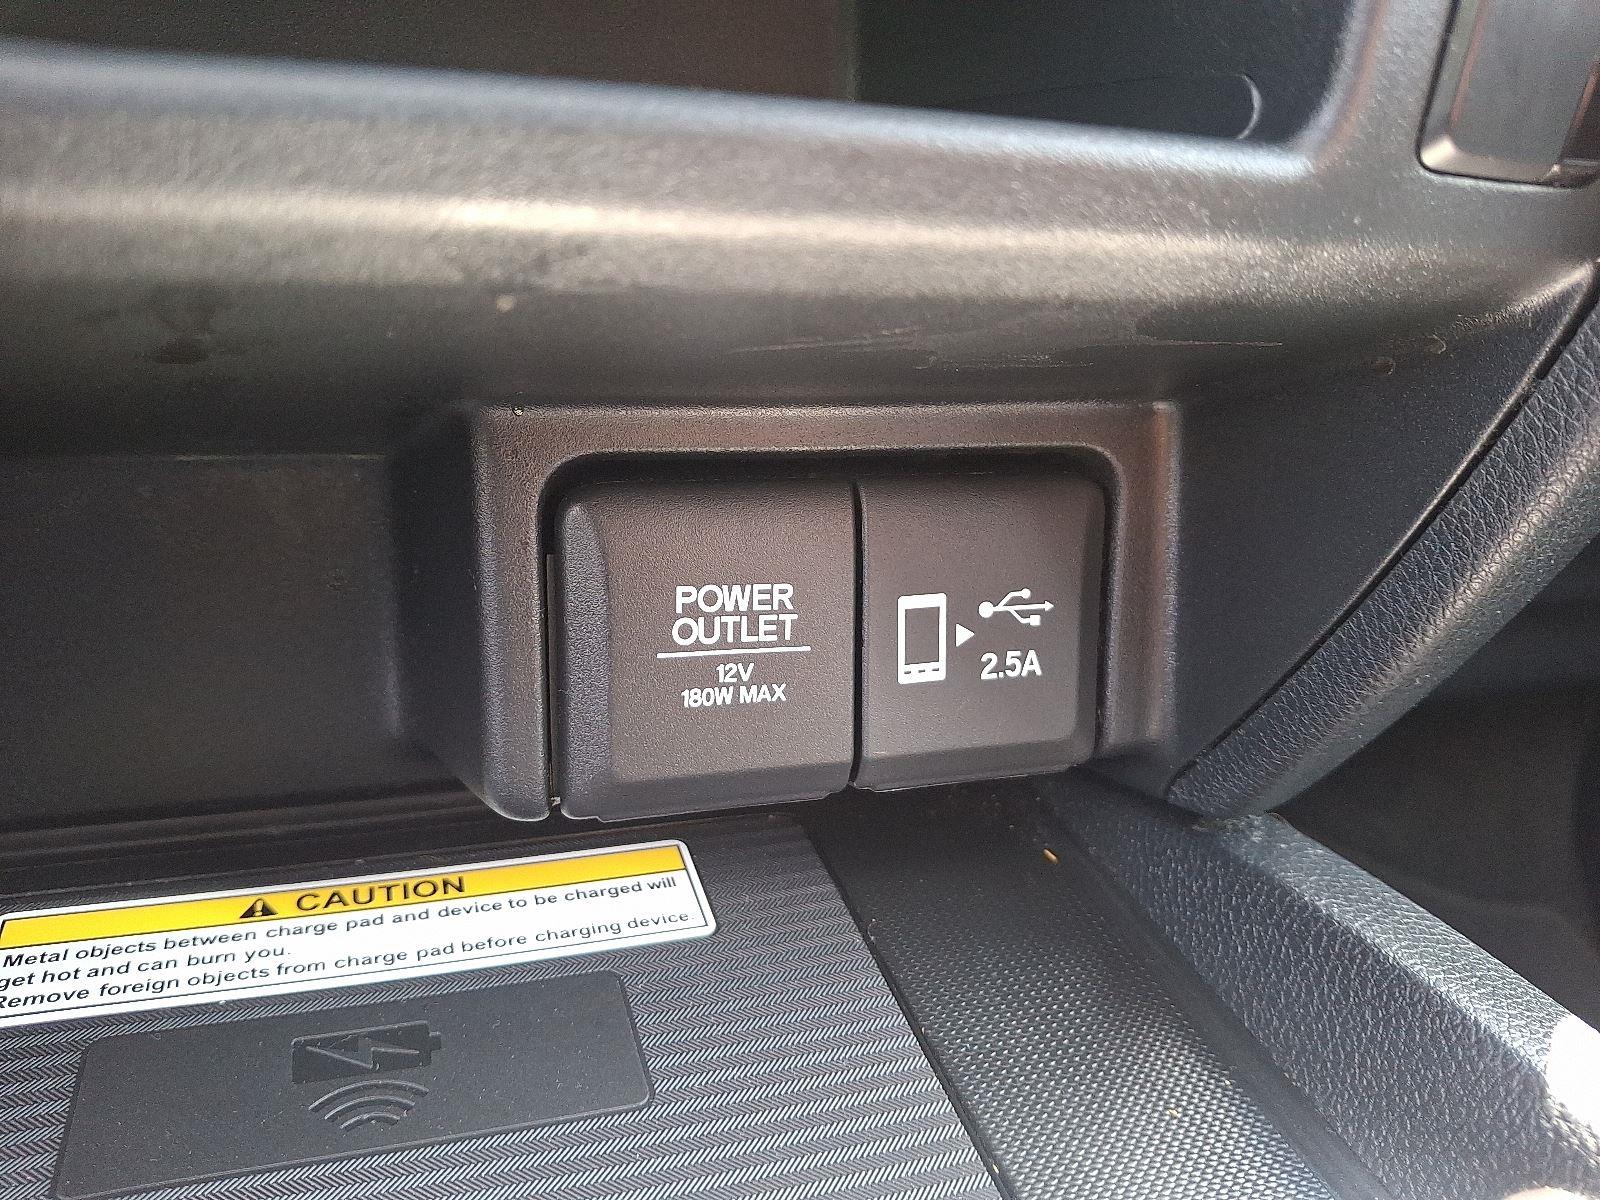 POWER
OUTLET
12V
180W MAX
2.5A
CAUTION
Metal objects between charge pad and device to be charged will
get hot and can burn you.
Remove foreign objects from charge pad before charging device.